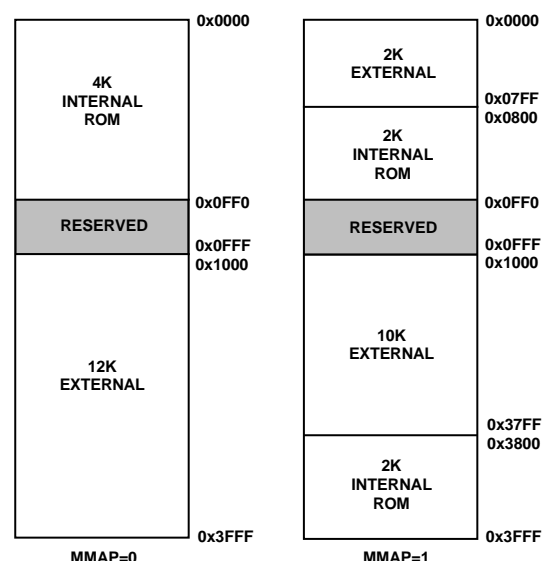 0x0000
4K
INTERNAL
ROM
0x0FF0
RESERVED
0x0FFF
0x1000
12K
EXTERNAL
0x3FFF
MMAP=0
0x0000
2K
EXTERNAL
0x07FF
0x0800
2K
INTERNAL
ROM
0x0FF0
RESERVED
0x0FFF
0x1000
10K
EXTERNAL
0x37FF
0x3800
2K
INTERNAL
ROM
0x3FFF
MMAP=1